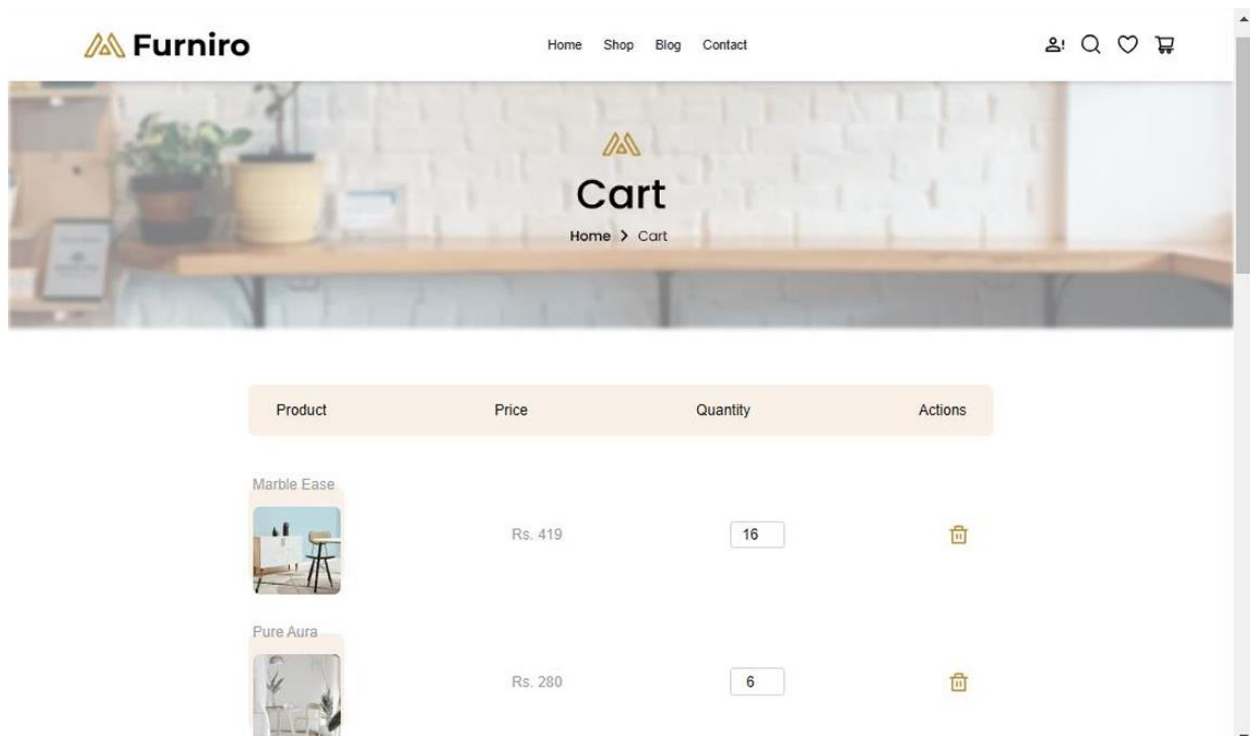 Furniro
Home Shop Blog Contact
Cart
Home > Cart
Product Price Quantity Actions
Marble Ease
Rs. 419 16
Pure Aura
Rs. 280 6